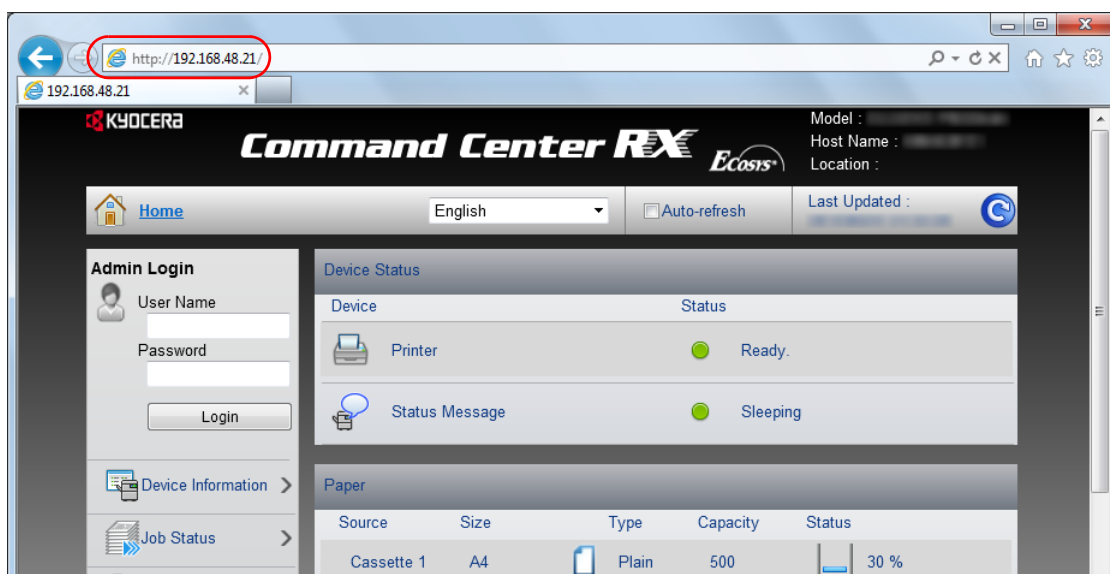 http://192.168.48.21/
192.168.48.21
KYOCERA
Command Center RX
Ecosys
Model :
Host Name :
Location :
Home
English
Auto-refresh
Last Updated :
Admin Login
User Name
Password
Login
Device Information
Job Status
Device Status
Device Status
Printer Ready.
Status Message Sleeping
Paper
Source Size Type Capacity Status
Cassette 1 A4 Plain 500 30 %